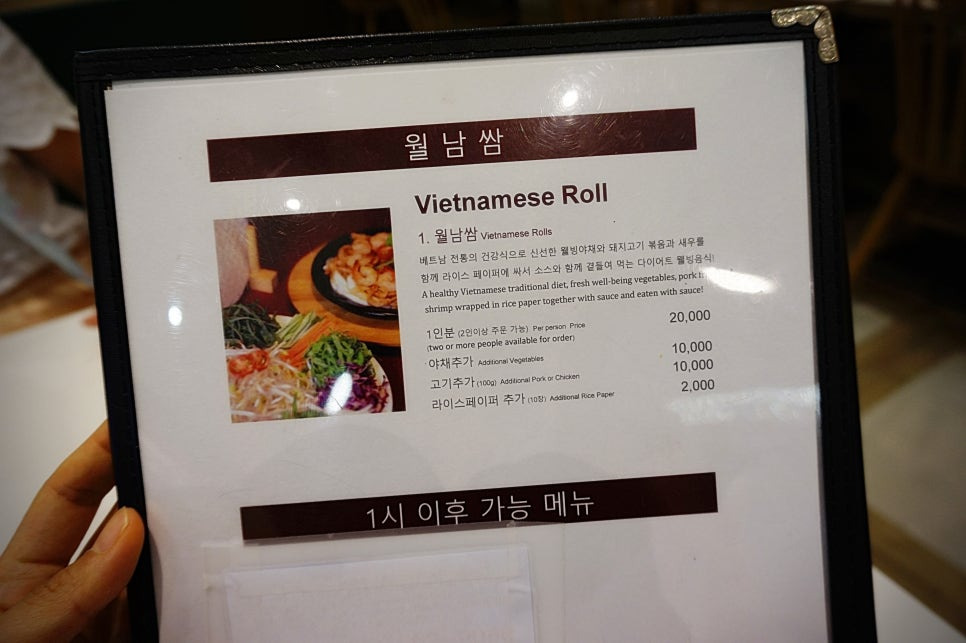 월남쌈
Vietnamese Roll
1. 월남쌈 Vietnamese Rolls
베트남 전통의 건강식으로 신선한 웰빙야채와 돼지고기 볶음과 새우를
함께 라이스 페이퍼에 싸서 소스와 함께 곁들여 먹는 다이어트 웰빙음식!
A healthy Vietnamese traditional diet, fresh well-being vegetables, pork
shrimp wrapped in rice paper together with sauce and eaten with sauce!
1인분 (2인이상 주문 가능) Per person Price 20,000
(two or more people available for order)
야채추가 Additional Vegetables 10,000
고기추가 (100g) Additional Pork or Chicken 10,000
라이스페이퍼 추가 (10장) Additional Rice Paper 2,000
1시 이후 가능 메뉴